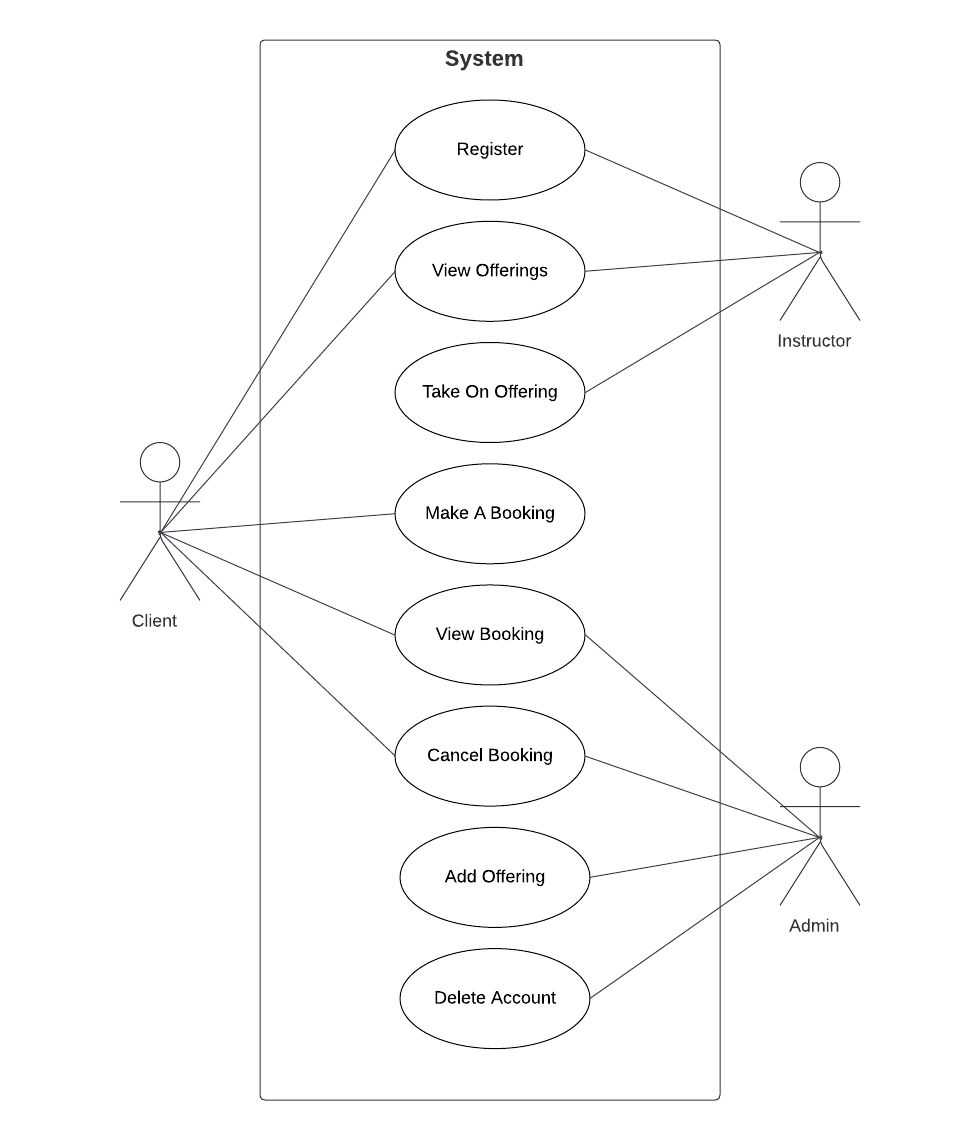 System
Register
View Offerings
Take On Offering
Instructor
Make A Booking
Client
View Booking
Cancel Booking
Add Offering
Admin
Delete Account